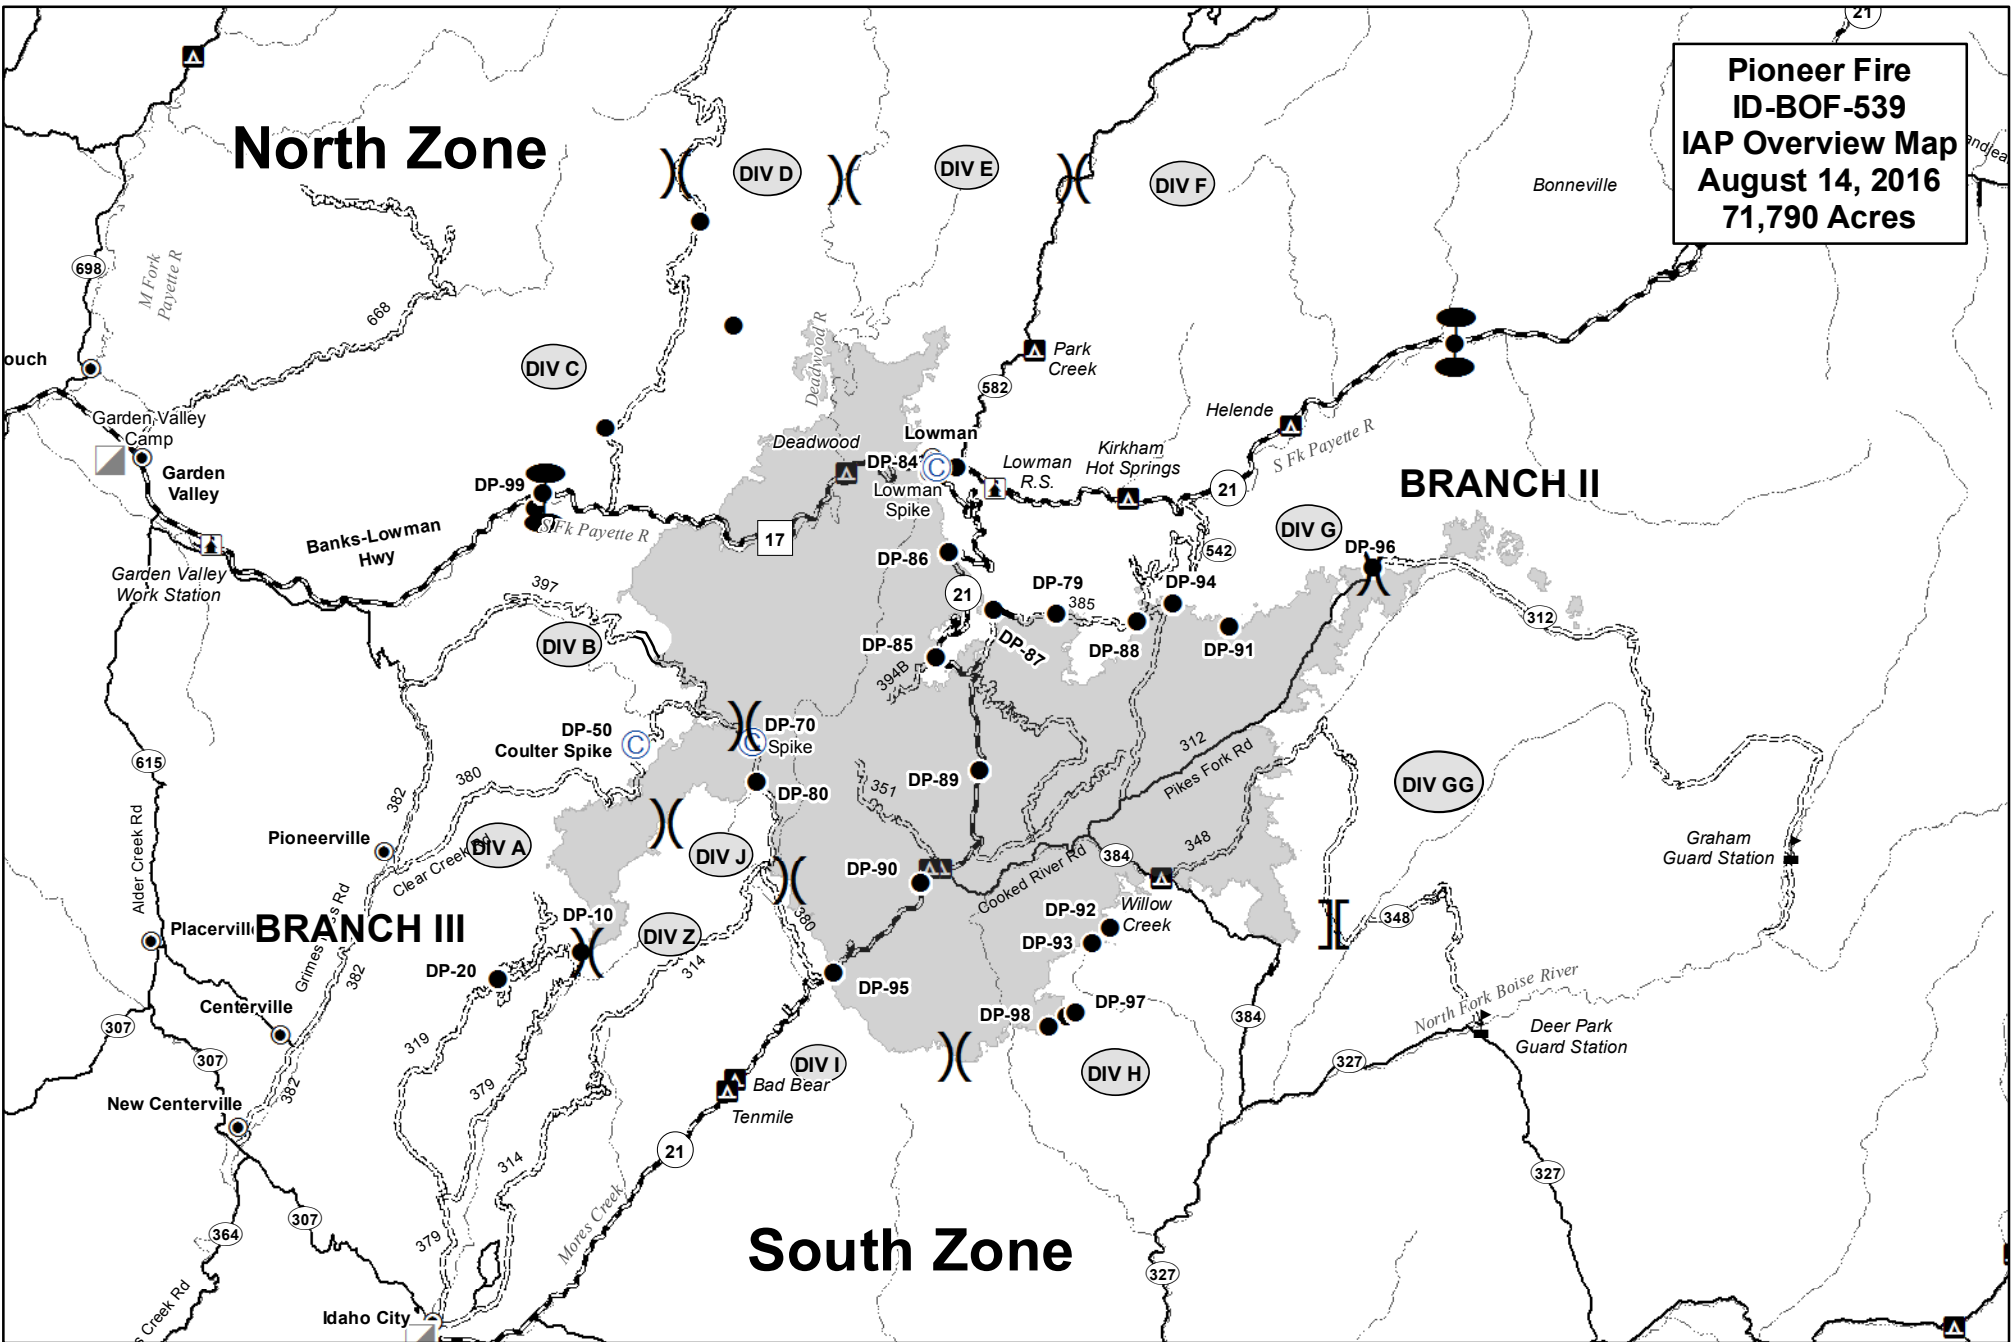 21
Pioneer Fire
ID-BOF-539
IAP Overview Map
August 14, 2016
71,790 Acres
North Zone
DIV D
DIV E
DIV F
Bonneville
698
M Fork
Payette R
668
Deadwood R
ouch
DIV C
582
Park
Creek
Helende
S Fk Payette R
Garden Valley
Camp
Garden
Valley
Deadwood
Lowman
DP-84
Lowman
Spike
Lowman
R.S.
Kirkham
Hot Springs
21
BRANCH II
DP-99
S Fk Payette R
17
Banks-Lowman
Hwy
Garden Valley
Work Station
DIV G
DP-96
542
DP-86
397
21
DP-79
385
DP-94
DP-87
DP-88
DP-91
312
DIV B
DP-85
394B
DP-50
Coulter Spike
DP-70
Spike
312
Pikes Fork Rd
615
380
382
DP-80
351
DP-89
DIV GG
Alder Creek Rd
Pioneerville
DIV A
Clear Creek Rd
DIV J
DP-90
Cooked River Rd
384
348
Graham
Guard Station
Placerville
BRANCH III
DP-10
DIV Z
380
DP-92
Willow
Creek
DP-93
348
382
DP-20
314
DP-95
DP-97
DP-98
North Fork Boise River
Centerville
307
307
319
384
Deer Park
Guard Station
327
DIV I
DIV H
382
379
Bad Bear
Tenmile
New Centerville
21
314
327
364
307
379
Mores Creek
South Zone
327
Idaho City
Creek Rd